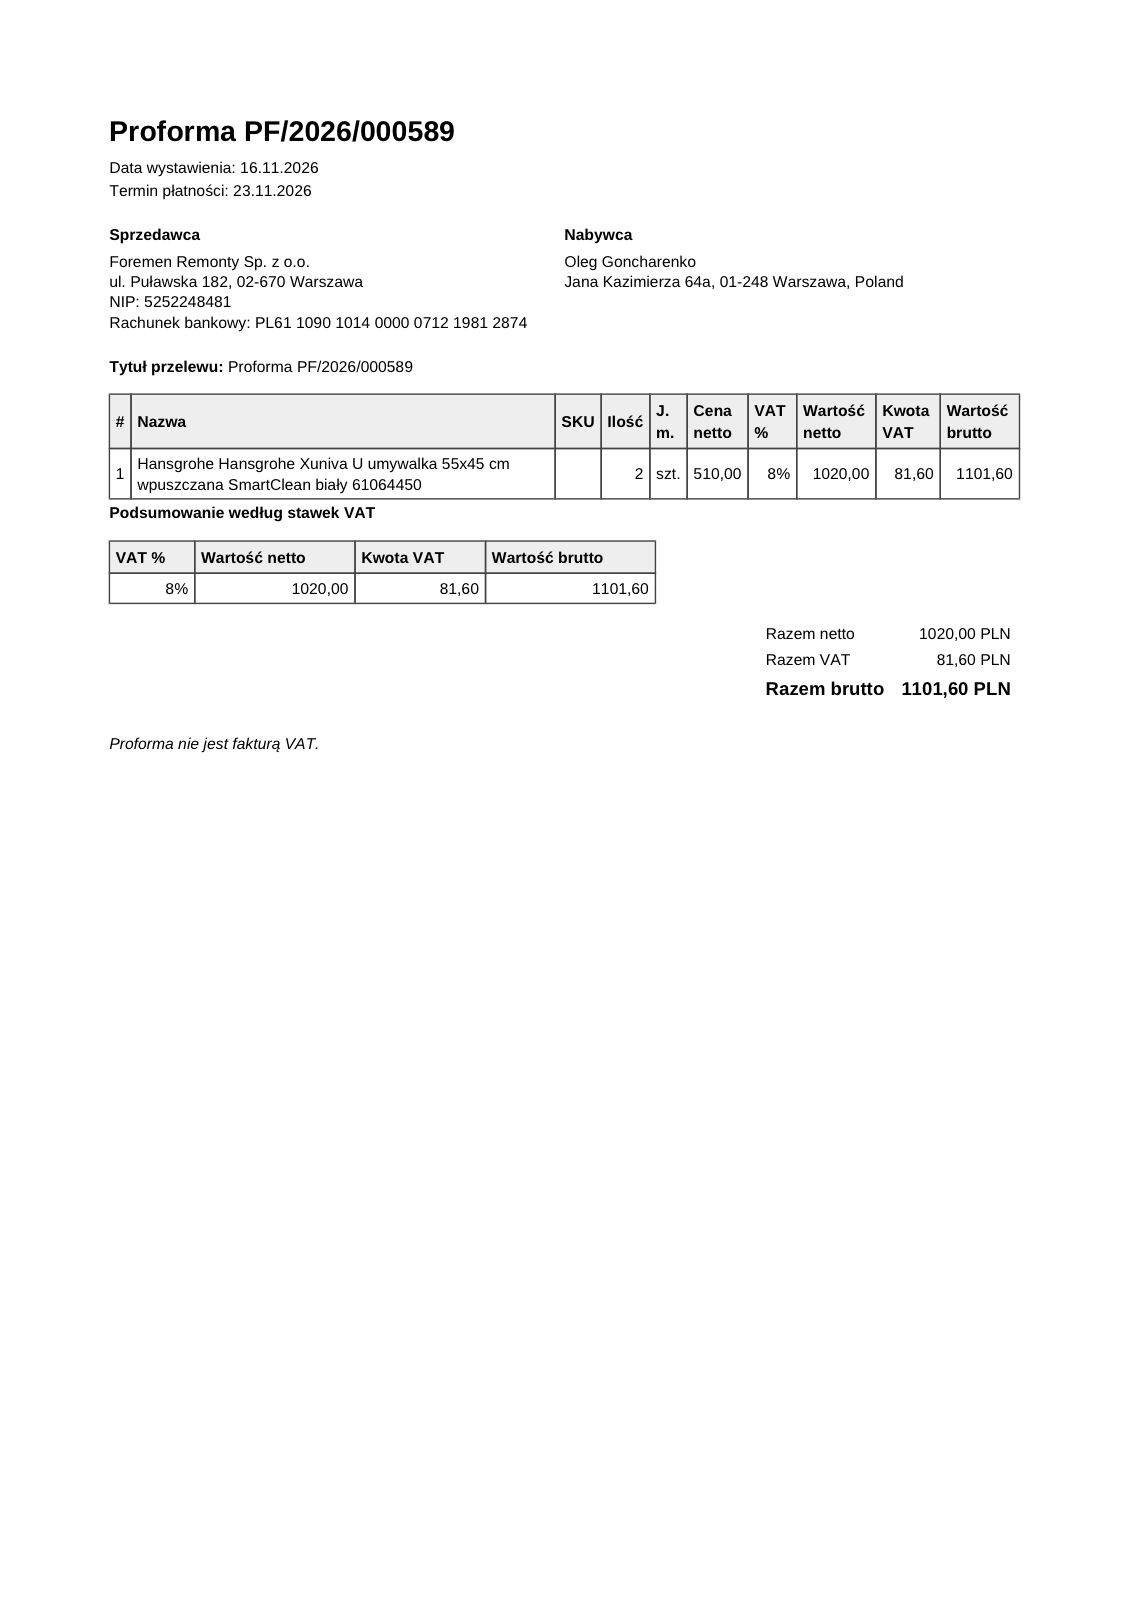 Proforma PF/2026/000589
Data wystawienia: 16.11.2026
Termin płatności: 23.11.2026
Sprzedawca
Foremen Remonty Sp. z o.o.
ul. Puławska 182, 02-670 Warszawa
NIP: 5252248481
Rachunek bankowy: PL61 1090 1014 0000 0712 1981 2874
Nabywca
Oleg Goncharenko
Jana Kazimierza 64a, 01-248 Warszawa, Poland
Tytuł przelewu: Proforma PF/2026/000589
# Nazwa SKU Ilość J. m. Cena netto VAT % Wartość netto Kwota VAT Wartość brutto
1 Hansgrohe Hansgrohe Xuniva U umywalka 55x45 cm
wpuszczana SmartClean biały 61064450 2 szt. 510,00 8% 1020,00 81,60 1101,60
Podsumowanie według stawek VAT
VAT % Wartość netto Kwota VAT Wartość brutto
8% 1020,00 81,60 1101,60
Razem netto 1020,00 PLN
Razem VAT 81,60 PLN
Razem brutto 1101,60 PLN
Proforma nie jest fakturą VAT.